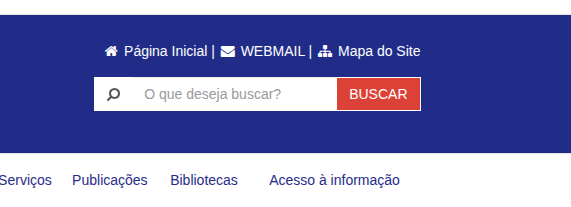 Página Inicial | WEBMAIL | Mapa do Site
O que deseja buscar? BUSCAR
Serviços Publicações Bibliotecas Acesso à informação